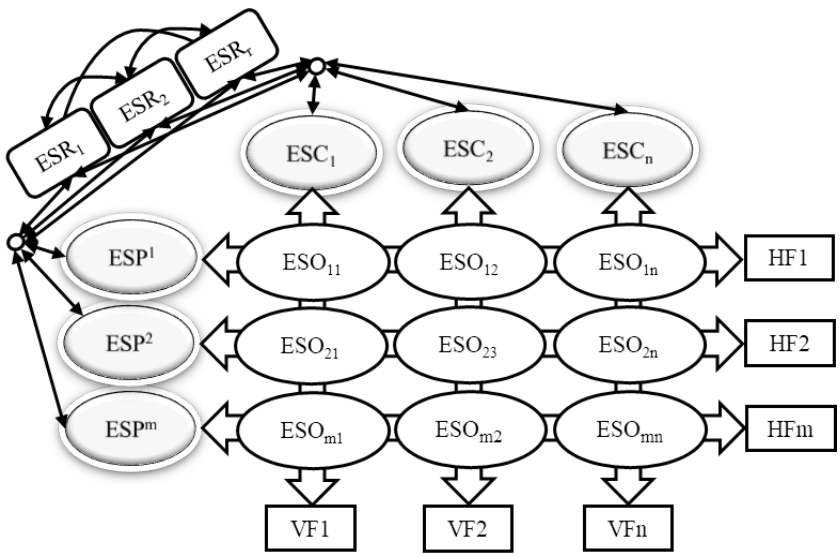 ESR₁
ESR₂
ESRᵣ
ESC₁
ESC₂
ESCₙ
ESP¹
ESO₁₁
ESO₁₂
ESO₁ₙ
HF1
ESP²
ESO₂₁
ESO₂₃
ESO₂ₙ
HF2
ESPᵐ
ESOₘ₁
ESOₘ₂
ESOₘₙ
HFm
VF1
VF2
VFn